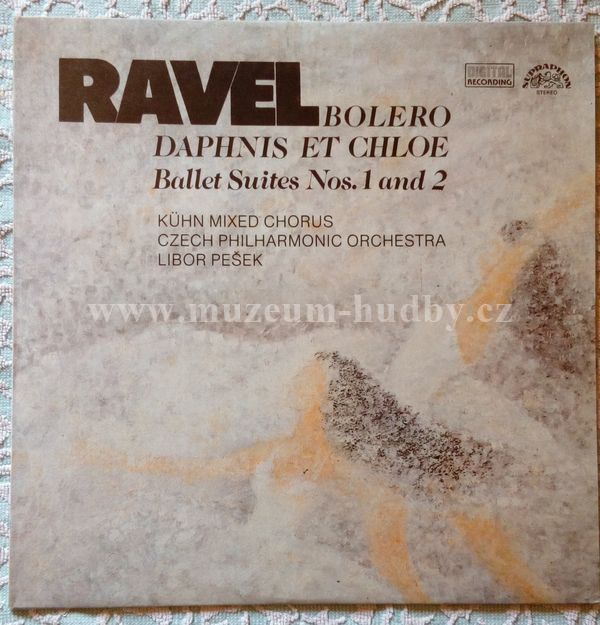 RAVEL BOLERO
DIGITAL
RECORDING
SUPRAPHON
STEREO
DAPHNIS ET CHLOE
Ballet Suites Nos. 1 and 2
KÜHN MIXED CHORUS
CZECH PHILHARMONIC ORCHESTRA
LIBOR PEŠEK
www.muzeum-hudby.cz